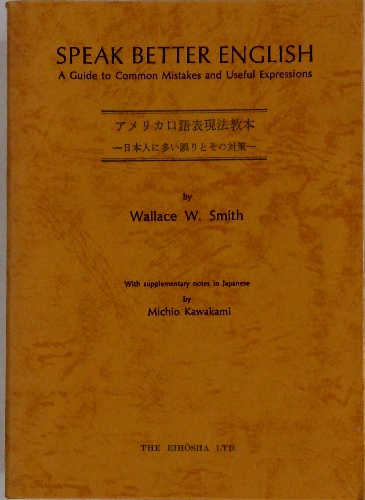 SPEAK BETTER ENGLISH
A Guide to Common Mistakes and Useful Expressions
アメリカ口語表現法教本
―日本人に多い誤りとその対策―
by
Wallace W. Smith
With supplementary notes in Japanese
by
Michio Kawakami
THE EIHŌSHA LTD.